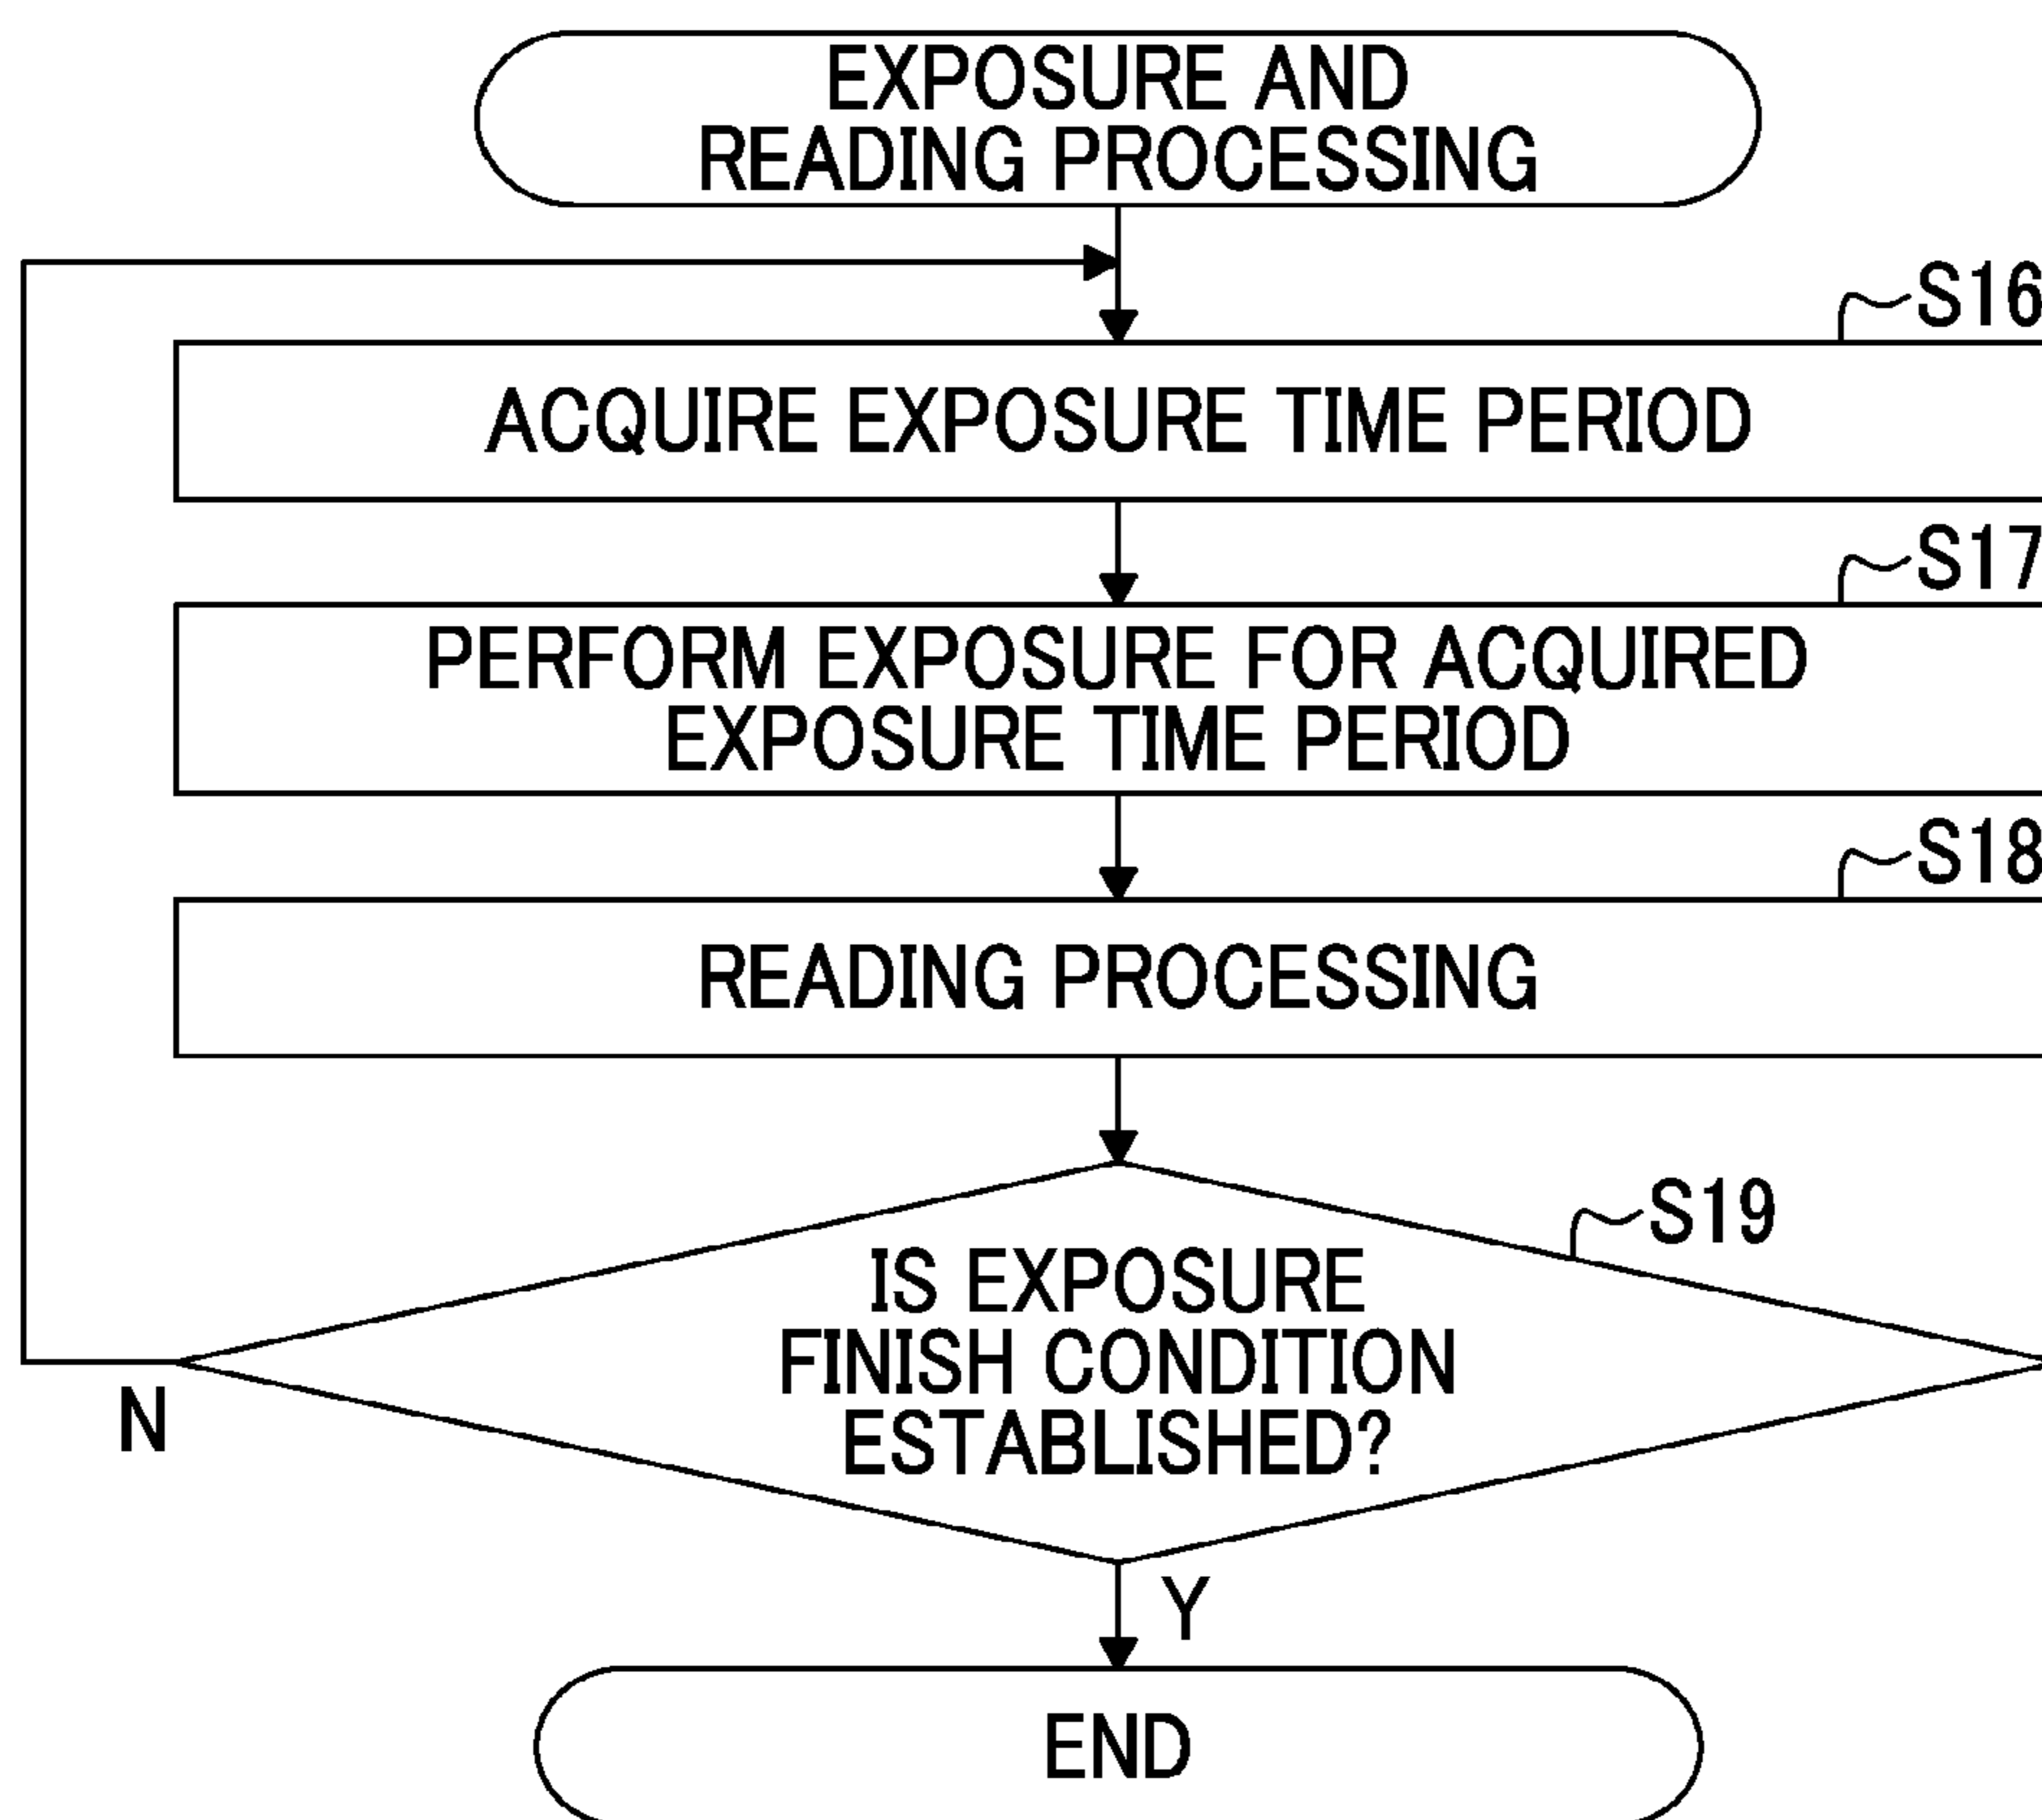 EXPOSURE AND
READING PROCESSING
S16
ACQUIRE EXPOSURE TIME PERIOD
S17
PERFORM EXPOSURE FOR ACQUIRED
EXPOSURE TIME PERIOD
S18
READING PROCESSING
S19
IS EXPOSURE
FINISH CONDITION
ESTABLISHED?
N
Y
END